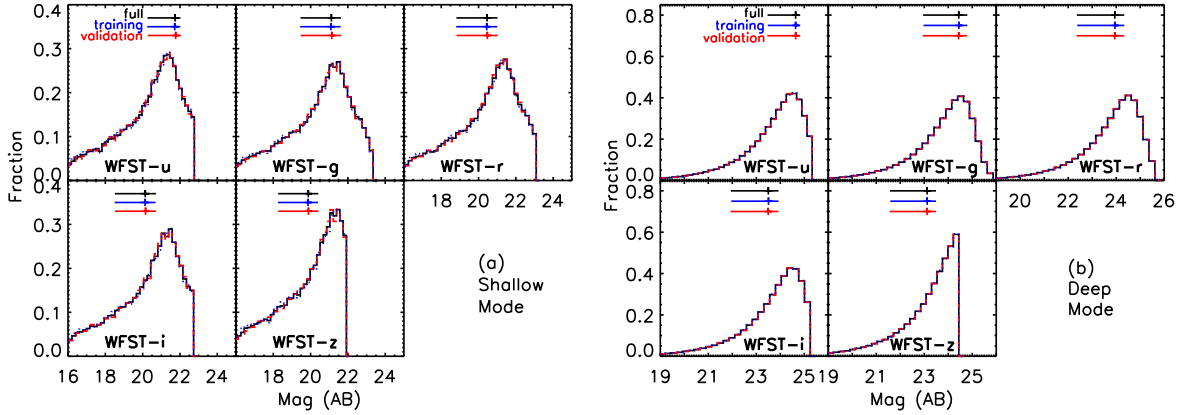 0.4
full
training
validation
0.3
0.2
0.1
0.0
WFST-u
WFST-g
WFST-r
0.4
0.3
0.2
0.1
0.0
WFST-i
WFST-z
16 18 20 22 24
16 18 20 22 24
16 18 20 22 24
Fraction
Mag (AB)
(a)
Shallow
Mode
0.8
full
training
validation
0.6
0.4
0.2
0.0
WFST-u
WFST-g
WFST-r
0.8
0.6
0.4
0.2
0.0
WFST-i
WFST-z
20 22 24 26
19 21 23 25
19 21 23 25
Fraction
Mag (AB)
(b)
Deep
Mode